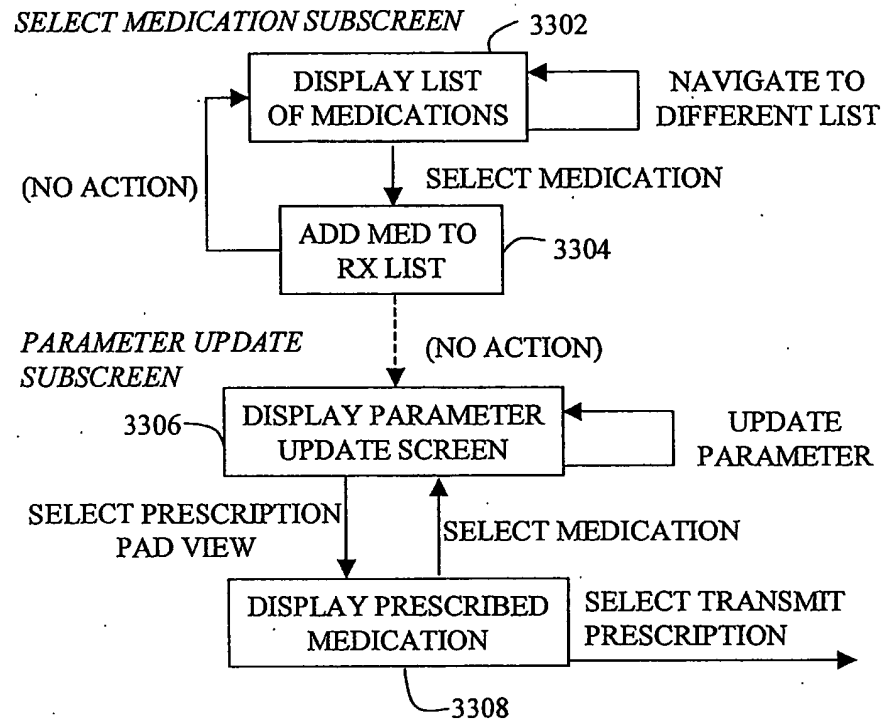 SELECT MEDICATION SUBSCREEN
3302
DISPLAY LIST
OF MEDICATIONS
NAVIGATE TO
DIFFERENT LIST
(NO ACTION)
SELECT MEDICATION
ADD MED TO
RX LIST
3304
PARAMETER UPDATE
SUBSCREEN
(NO ACTION)
3306
DISPLAY PARAMETER
UPDATE SCREEN
UPDATE
PARAMETER
SELECT PRESCRIPTION
PAD VIEW
SELECT MEDICATION
DISPLAY PRESCRIBED
MEDICATION
SELECT TRANSMIT
PRESCRIPTION
3308